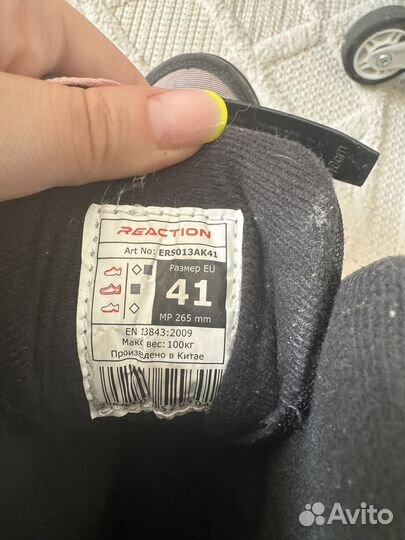 REACTION
Art No: ERS013AK41
Размер EU
41
MP 265 mm
EN 13843:2009
Макс вес: 100кг
Произведено в Китае
Avito